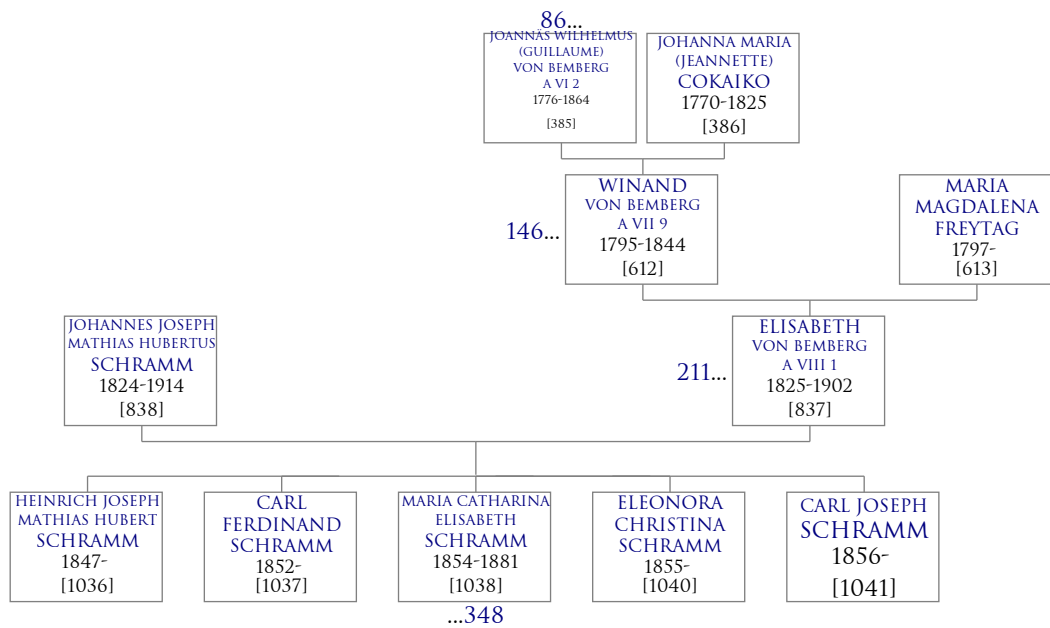 86...
JOANNÄS WILHELMUS
(GUILLAUME)
VON BEMBERG
A VI 2
1776-1864
[385]
JOHANNA MARIA
(JEANNETTE)
COKAIKO
1770-1825
[386]
146...
WINAND
VON BEMBERG
A VII 9
1795-1844
[612]
MARIA
MAGDALENA
FREYTAG
1797-
[613]
JOHANNES JOSEPH
MATHIAS HUBERTUS
SCHRAMM
1824-1914
[838]
211...
ELISABETH
VON BEMBERG
A VIII 1
1825-1902
[837]
HEINRICH JOSEPH
MATHIAS HUBERT
SCHRAMM
1847-
[1036]
CARL
FERDINAND
SCHRAMM
1852-
[1037]
MARIA CATHARINA
ELISABETH
SCHRAMM
1854-1881
[1038]
...348
ELEONORA
CHRISTINA
SCHRAMM
1855-
[1040]
CARL JOSEPH
SCHRAMM
1856-
[1041]